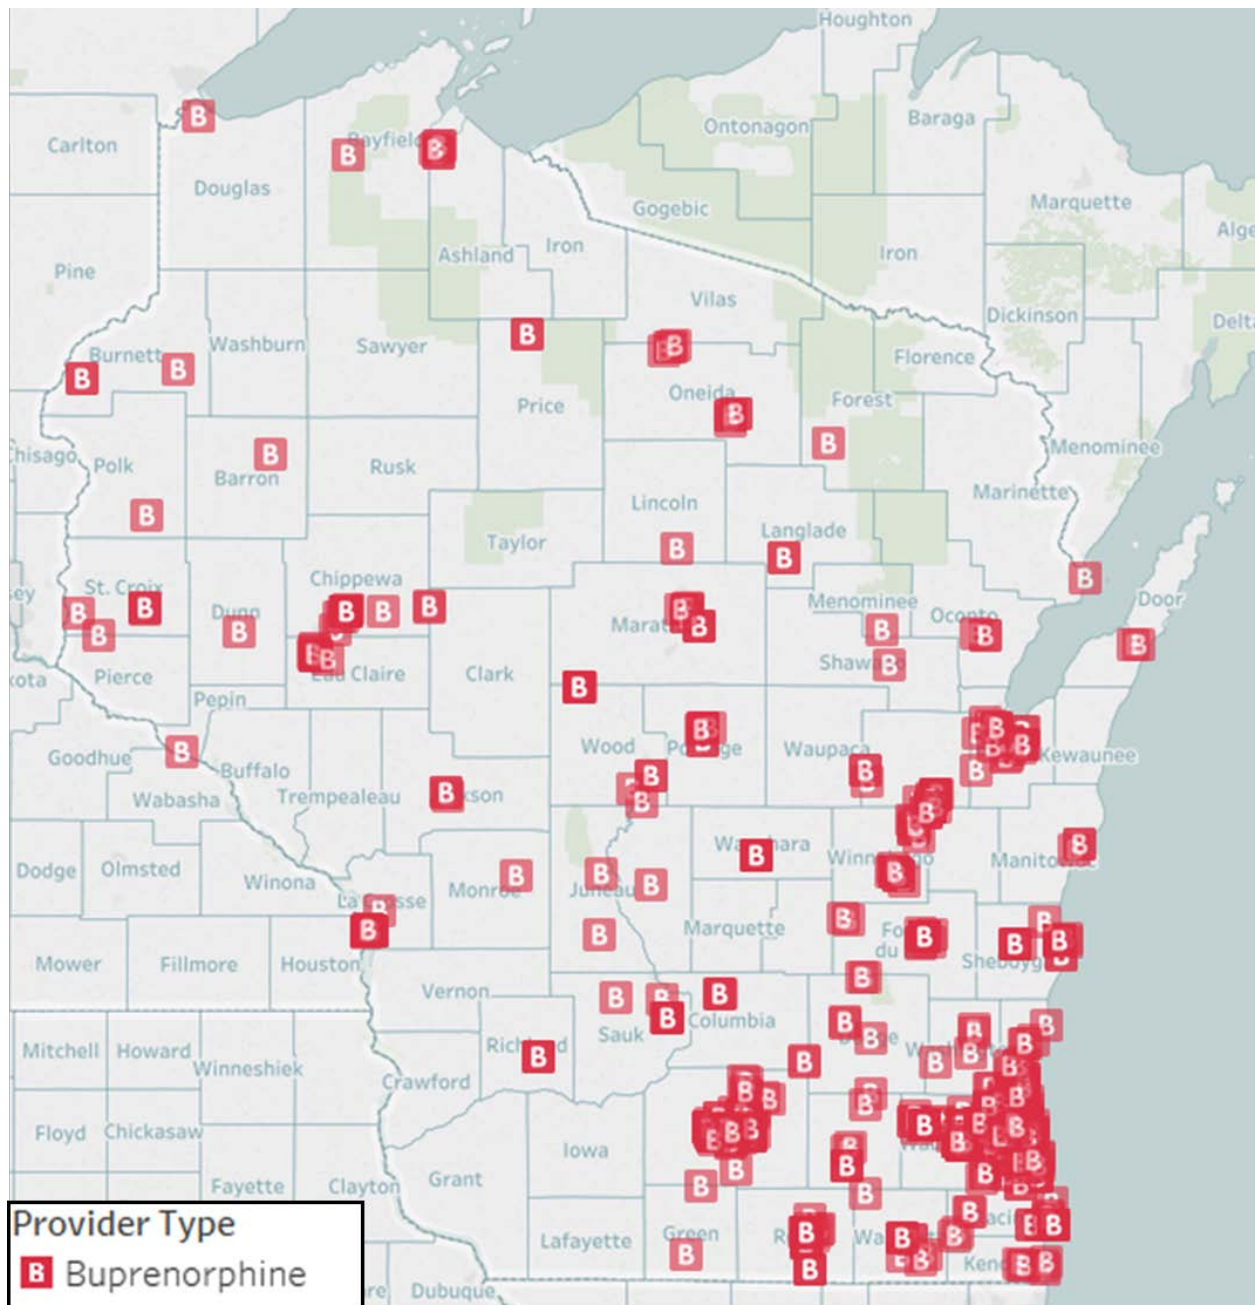 Houghton
Ontonagon
Baraga
Carlton
B
B
Bayfield
B
Douglas
Marquette
Gogebic
Alge
Ashland
Iron
Iron
Pine
Vilas
Dickinson
Delta
B
Burnett
Washburn
Sawyer
B
Florence
B
B
Oneida
Price
Forest
B
B
Chisago
Polk
Barron
B
Rusk
Menominee
Lincoln
Marinette
B
Taylor
Langlade
B
B
Chippewa
B
St. Croix
Menominee
Door
B
B
Dunn
B
B
B
B
Oconto
B
B
B
B
Pierce
Eau Claire
Clark
B
Pepin
Goodhue
B
Buffalo
Wood
Waupaca
Kewaunee
Wabasha
Trempealeau
B
B
B
Dodge
Olmsted
Winona
Monroe
B
Juneau
B
B
B
Marquette
B
B
Mower
Fillmore
Houston
B
B
B
Vernon
B
B
B
Sauk
Columbia
B
Mitchell
Howard
Winneshiek
B
B
Crawford
Floyd
Chickasaw
Iowa
Fayette
Clayton
Grant
B
B
Lafayette
Green
B
Dubuque
Provider Type
B Buprenorphine